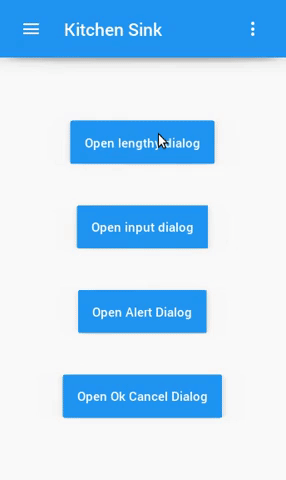 Kitchen Sink
Open lengthy dialog
Open input dialog
Open Alert Dialog
Open Ok Cancel Dialog